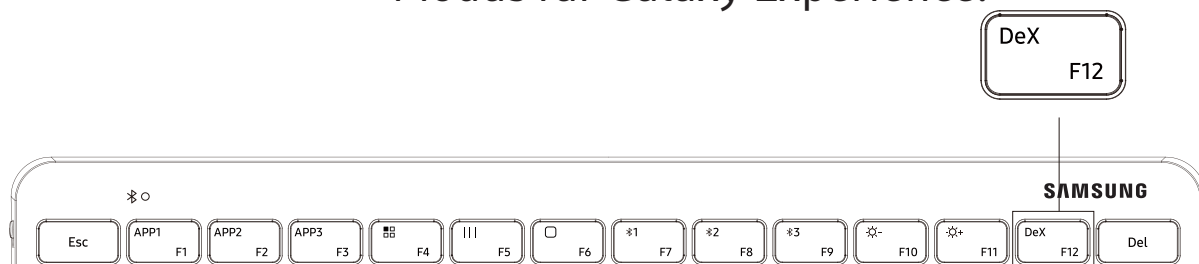 DeX
F12
SAMSUNG
Esc APP1 F1 APP2 F2 APP3 F3 F4 F5 F6 1 F7 2 F8 3 F9 - F10 + F11 DeX F12 Del